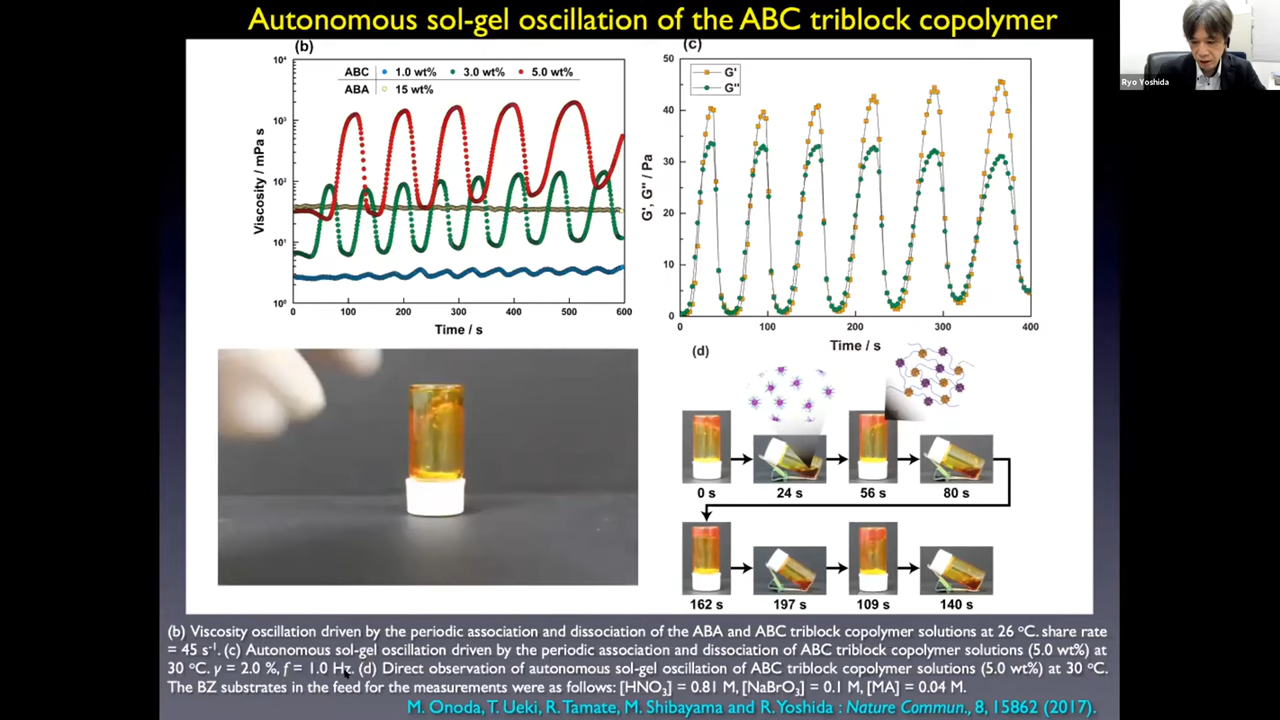 Autonomous sol-gel oscillation of the ABC triblock copolymer
Ryo Yoshida
(b)
ABC 1.0 wt% 3.0 wt% 5.0 wt%
ABA 15 wt%
Viscosity / mPa s
10⁴
10³
10²
10¹
10⁰
0 100 200 300 400 500 600
Time / s
(c)
G'
G''
G', G'' / Pa
50
40
30
20
10
0
0 100 200 300 400
Time / s
(d)
0 s 24 s 56 s 80 s
162 s 197 s 109 s 140 s
(b) Viscosity oscillation driven by the periodic association and dissociation of the ABA and ABC triblock copolymer solutions at 26 °C. share rate
= 45 s⁻¹. (c) Autonomous sol-gel oscillation driven by the periodic association and dissociation of ABC triblock copolymer solutions (5.0 wt%) at
30 °C. γ = 2.0 %, f = 1.0 Hz. (d) Direct observation of autonomous sol-gel oscillation of ABC triblock copolymer solutions (5.0 wt%) at 30 °C.
The BZ substrates in the feed for the measurements were as follows: [HNO₃] = 0.81 M, [NaBrO₃] = 0.1 M, [MA] = 0.04 M.
M. Onoda, T. Ueki, R. Tamate, M. Shibayama and R. Yoshida : Nature Commun., 8, 15862 (2017).